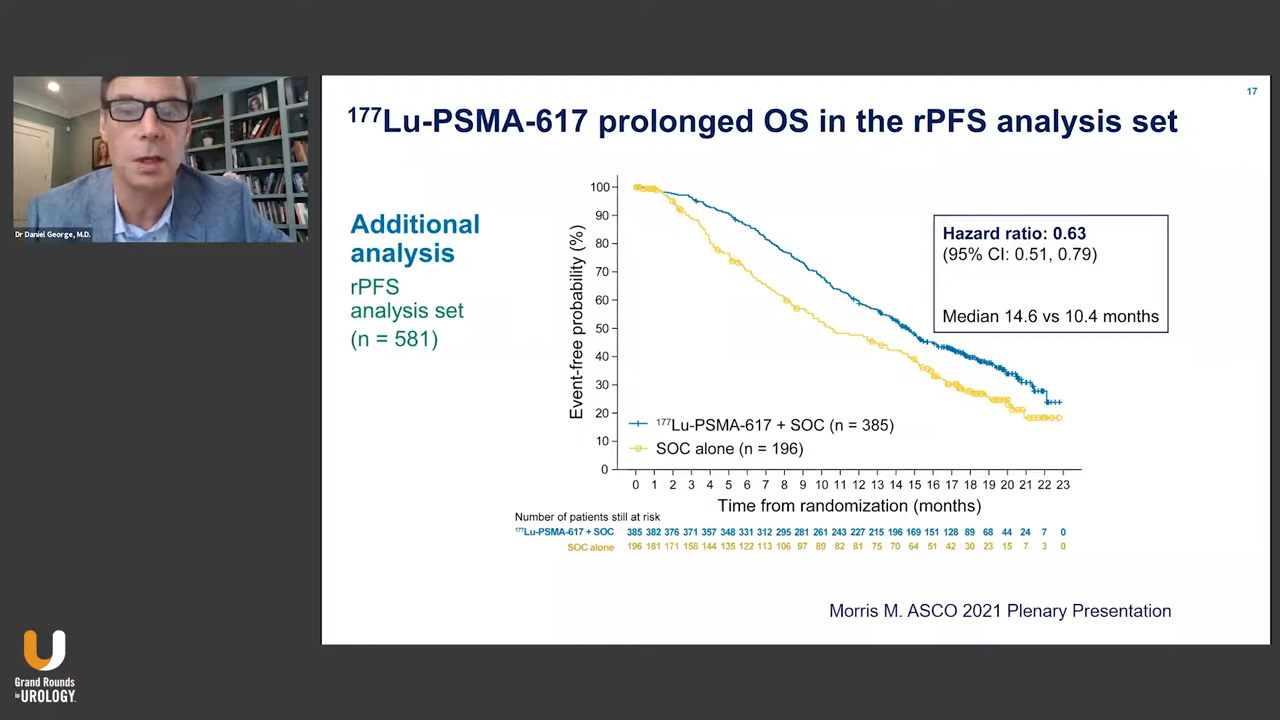 Dr Daniel George, M.D.
17
¹⁷⁷Lu-PSMA-617 prolonged OS in the rPFS analysis set
Additional
analysis
rPFS
analysis set
(n = 581)
Event-free probability (%)
100
90
80
70
60
50
40
30
20
10
0
Hazard ratio: 0.63
(95% CI: 0.51, 0.79)
Median 14.6 vs 10.4 months
¹⁷⁷Lu-PSMA-617 + SOC (n = 385)
SOC alone (n = 196)
0 1 2 3 4 5 6 7 8 9 10 11 12 13 14 15 16 17 18 19 20 21 22 23
Time from randomization (months)
Number of patients still at risk
¹⁷⁷Lu-PSMA-617 + SOC 385 382 376 371 357 348 331 312 295 281 261 243 227 215 196 169 151 128 89 68 44 24 7 0
SOC alone 196 181 171 158 144 135 122 113 106 97 89 82 81 75 70 64 51 42 30 23 15 7 3 0
Morris M. ASCO 2021 Plenary Presentation
Grand Rounds
in UROLOGY